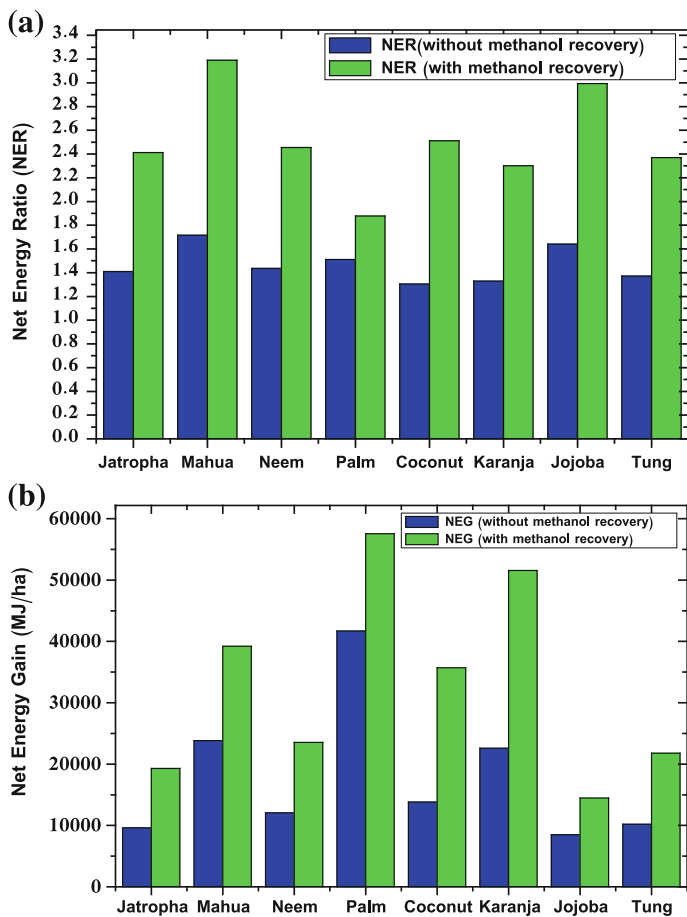 (a)
NER(without methanol recovery)
NER (with methanol recovery)
Net Energy Ratio (NER)
3.4
3.2
3.0
2.8
2.6
2.4
2.2
2.0
1.8
1.6
1.4
1.2
1.0
0.8
0.6
0.4
0.2
0.0
Jatropha Mahua Neem Palm Coconut Karanja Jojoba Tung
(b)
NEG (without methanol recovery)
NEG (with methanol recovery)
Net Energy Gain (MJ/ha)
60000
50000
40000
30000
20000
10000
0
Jatropha Mahua Neem Palm Coconut Karanja Jojoba Tung